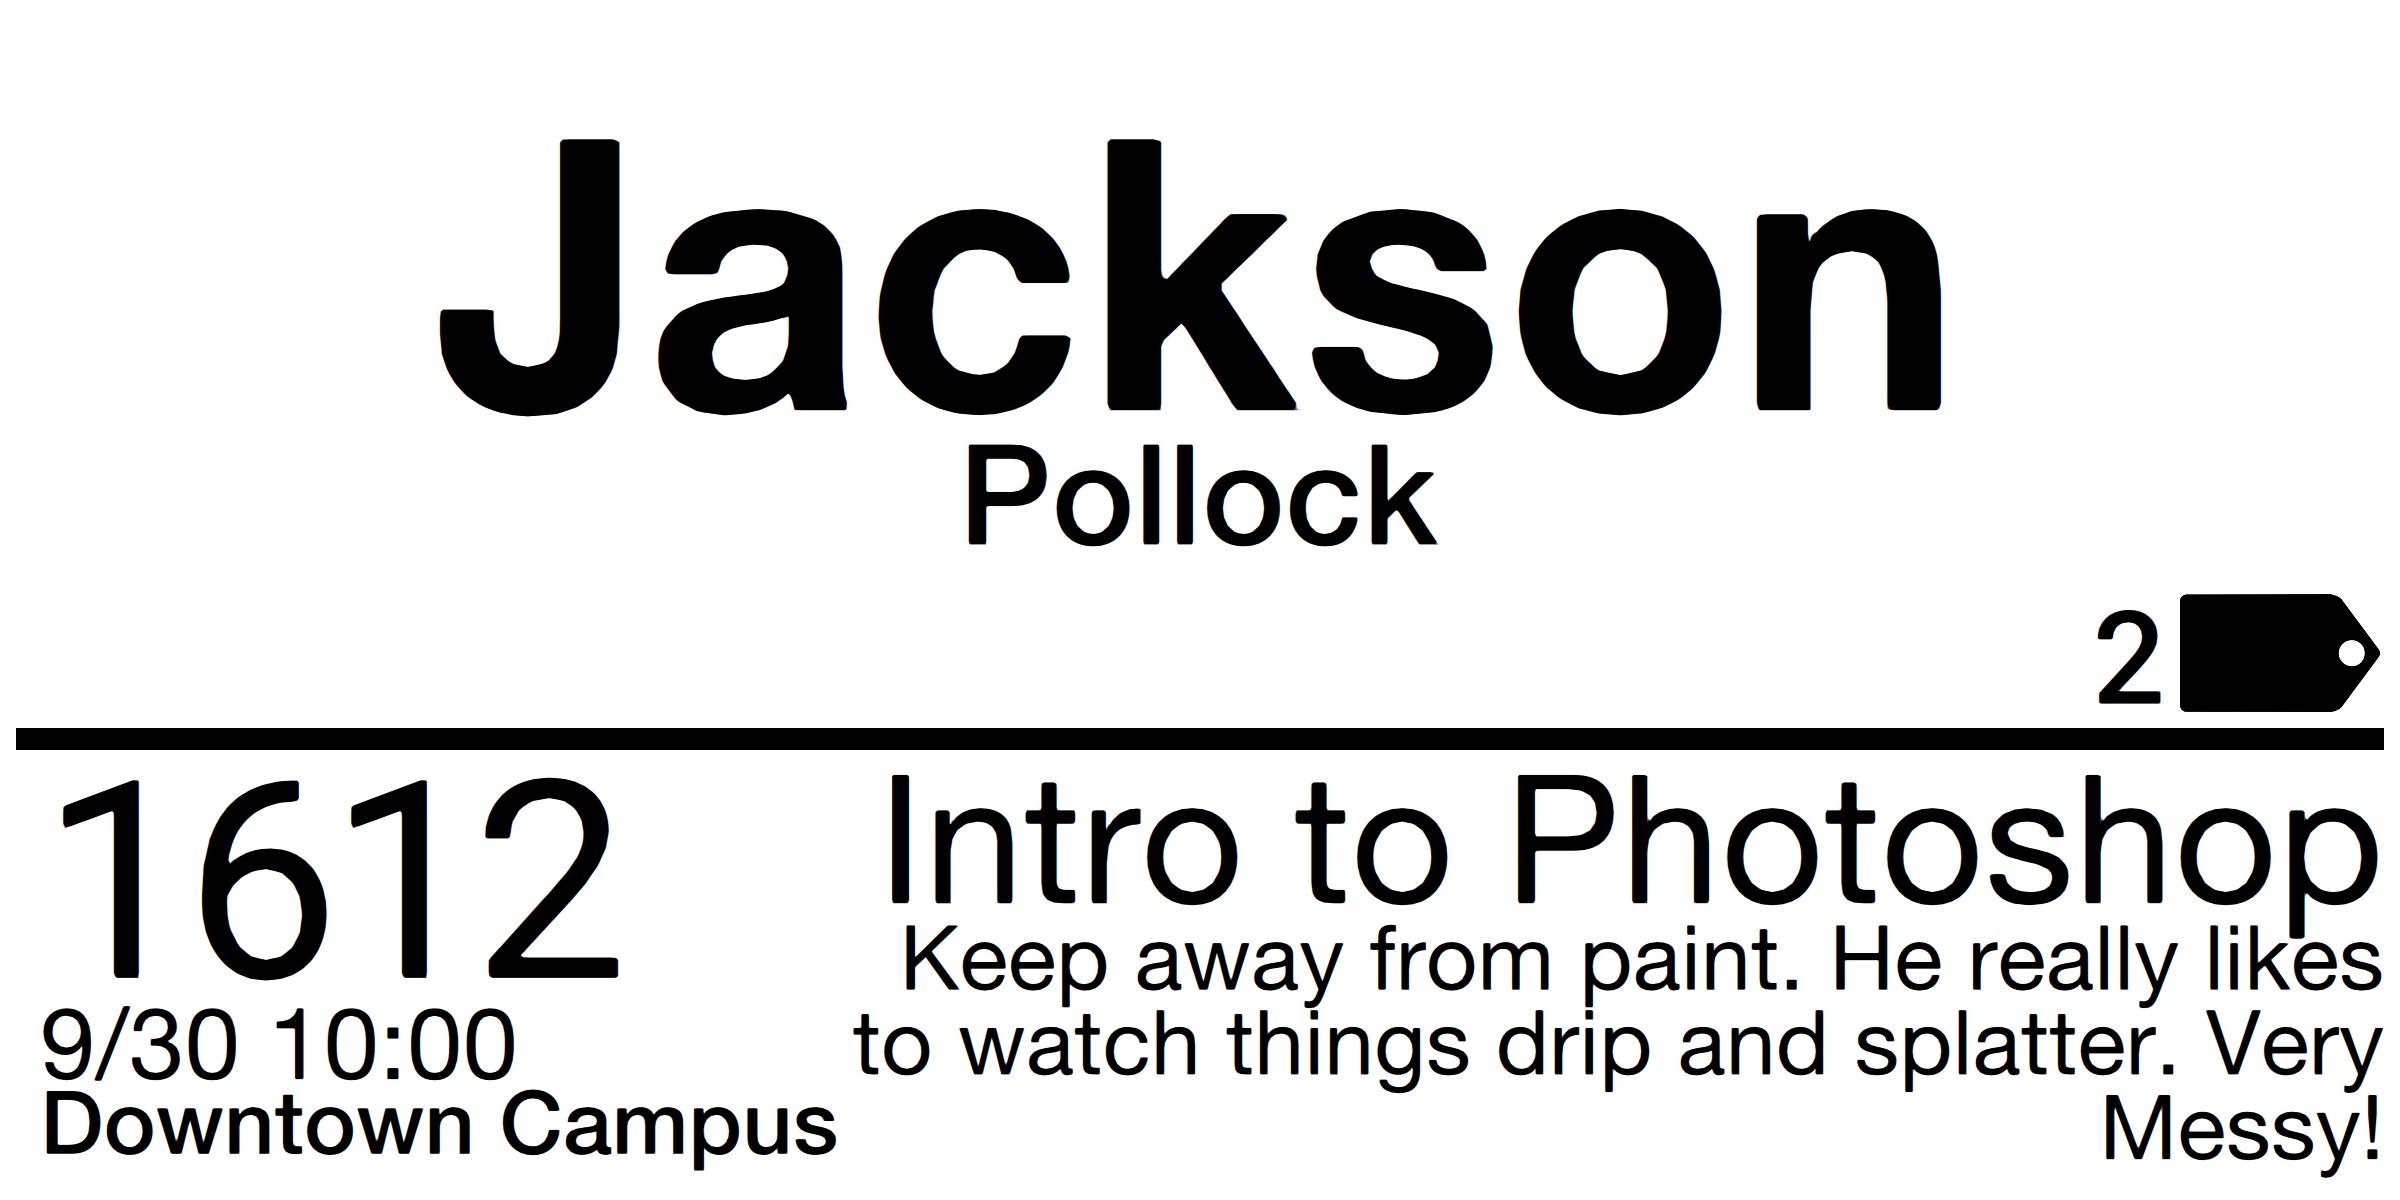 Jackson
Pollock
2
1612
9/30 10:00
Downtown Campus
Intro to Photoshop
Keep away from paint. He really likes
to watch things drip and splatter. Very
Messy!